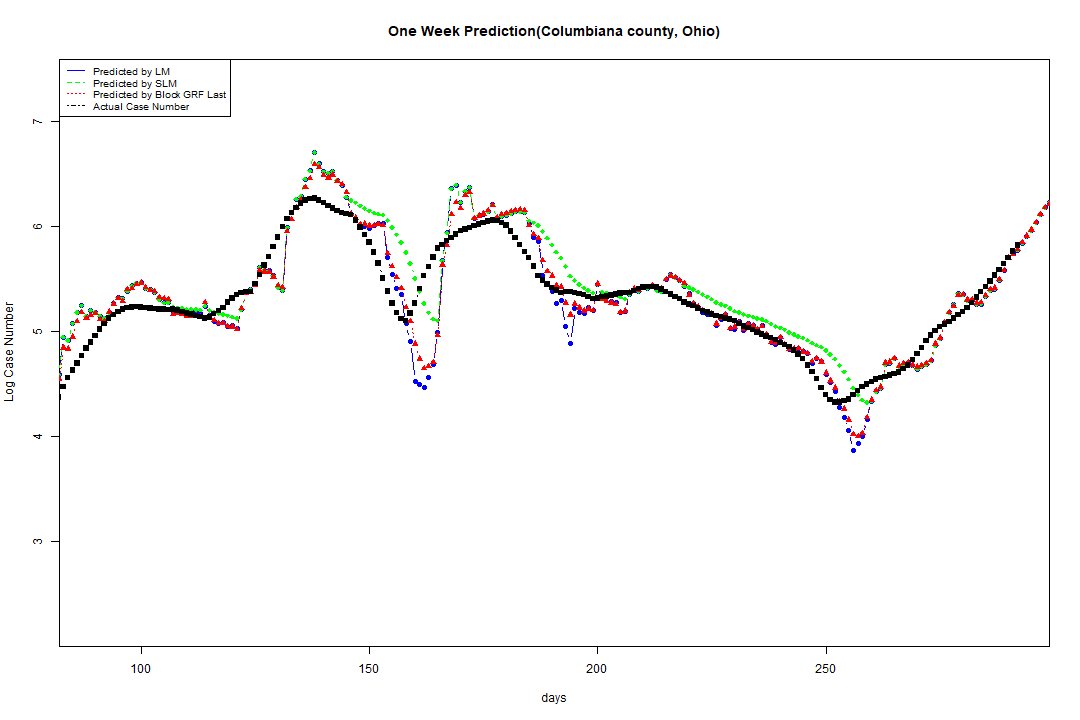 One Week Prediction(Columbiana county, Ohio)
Predicted by LM
Predicted by SLM
Predicted by Block GRF Last
Actual Case Number
7
6
5
4
3
Log Case Number
100 150 200 250
days